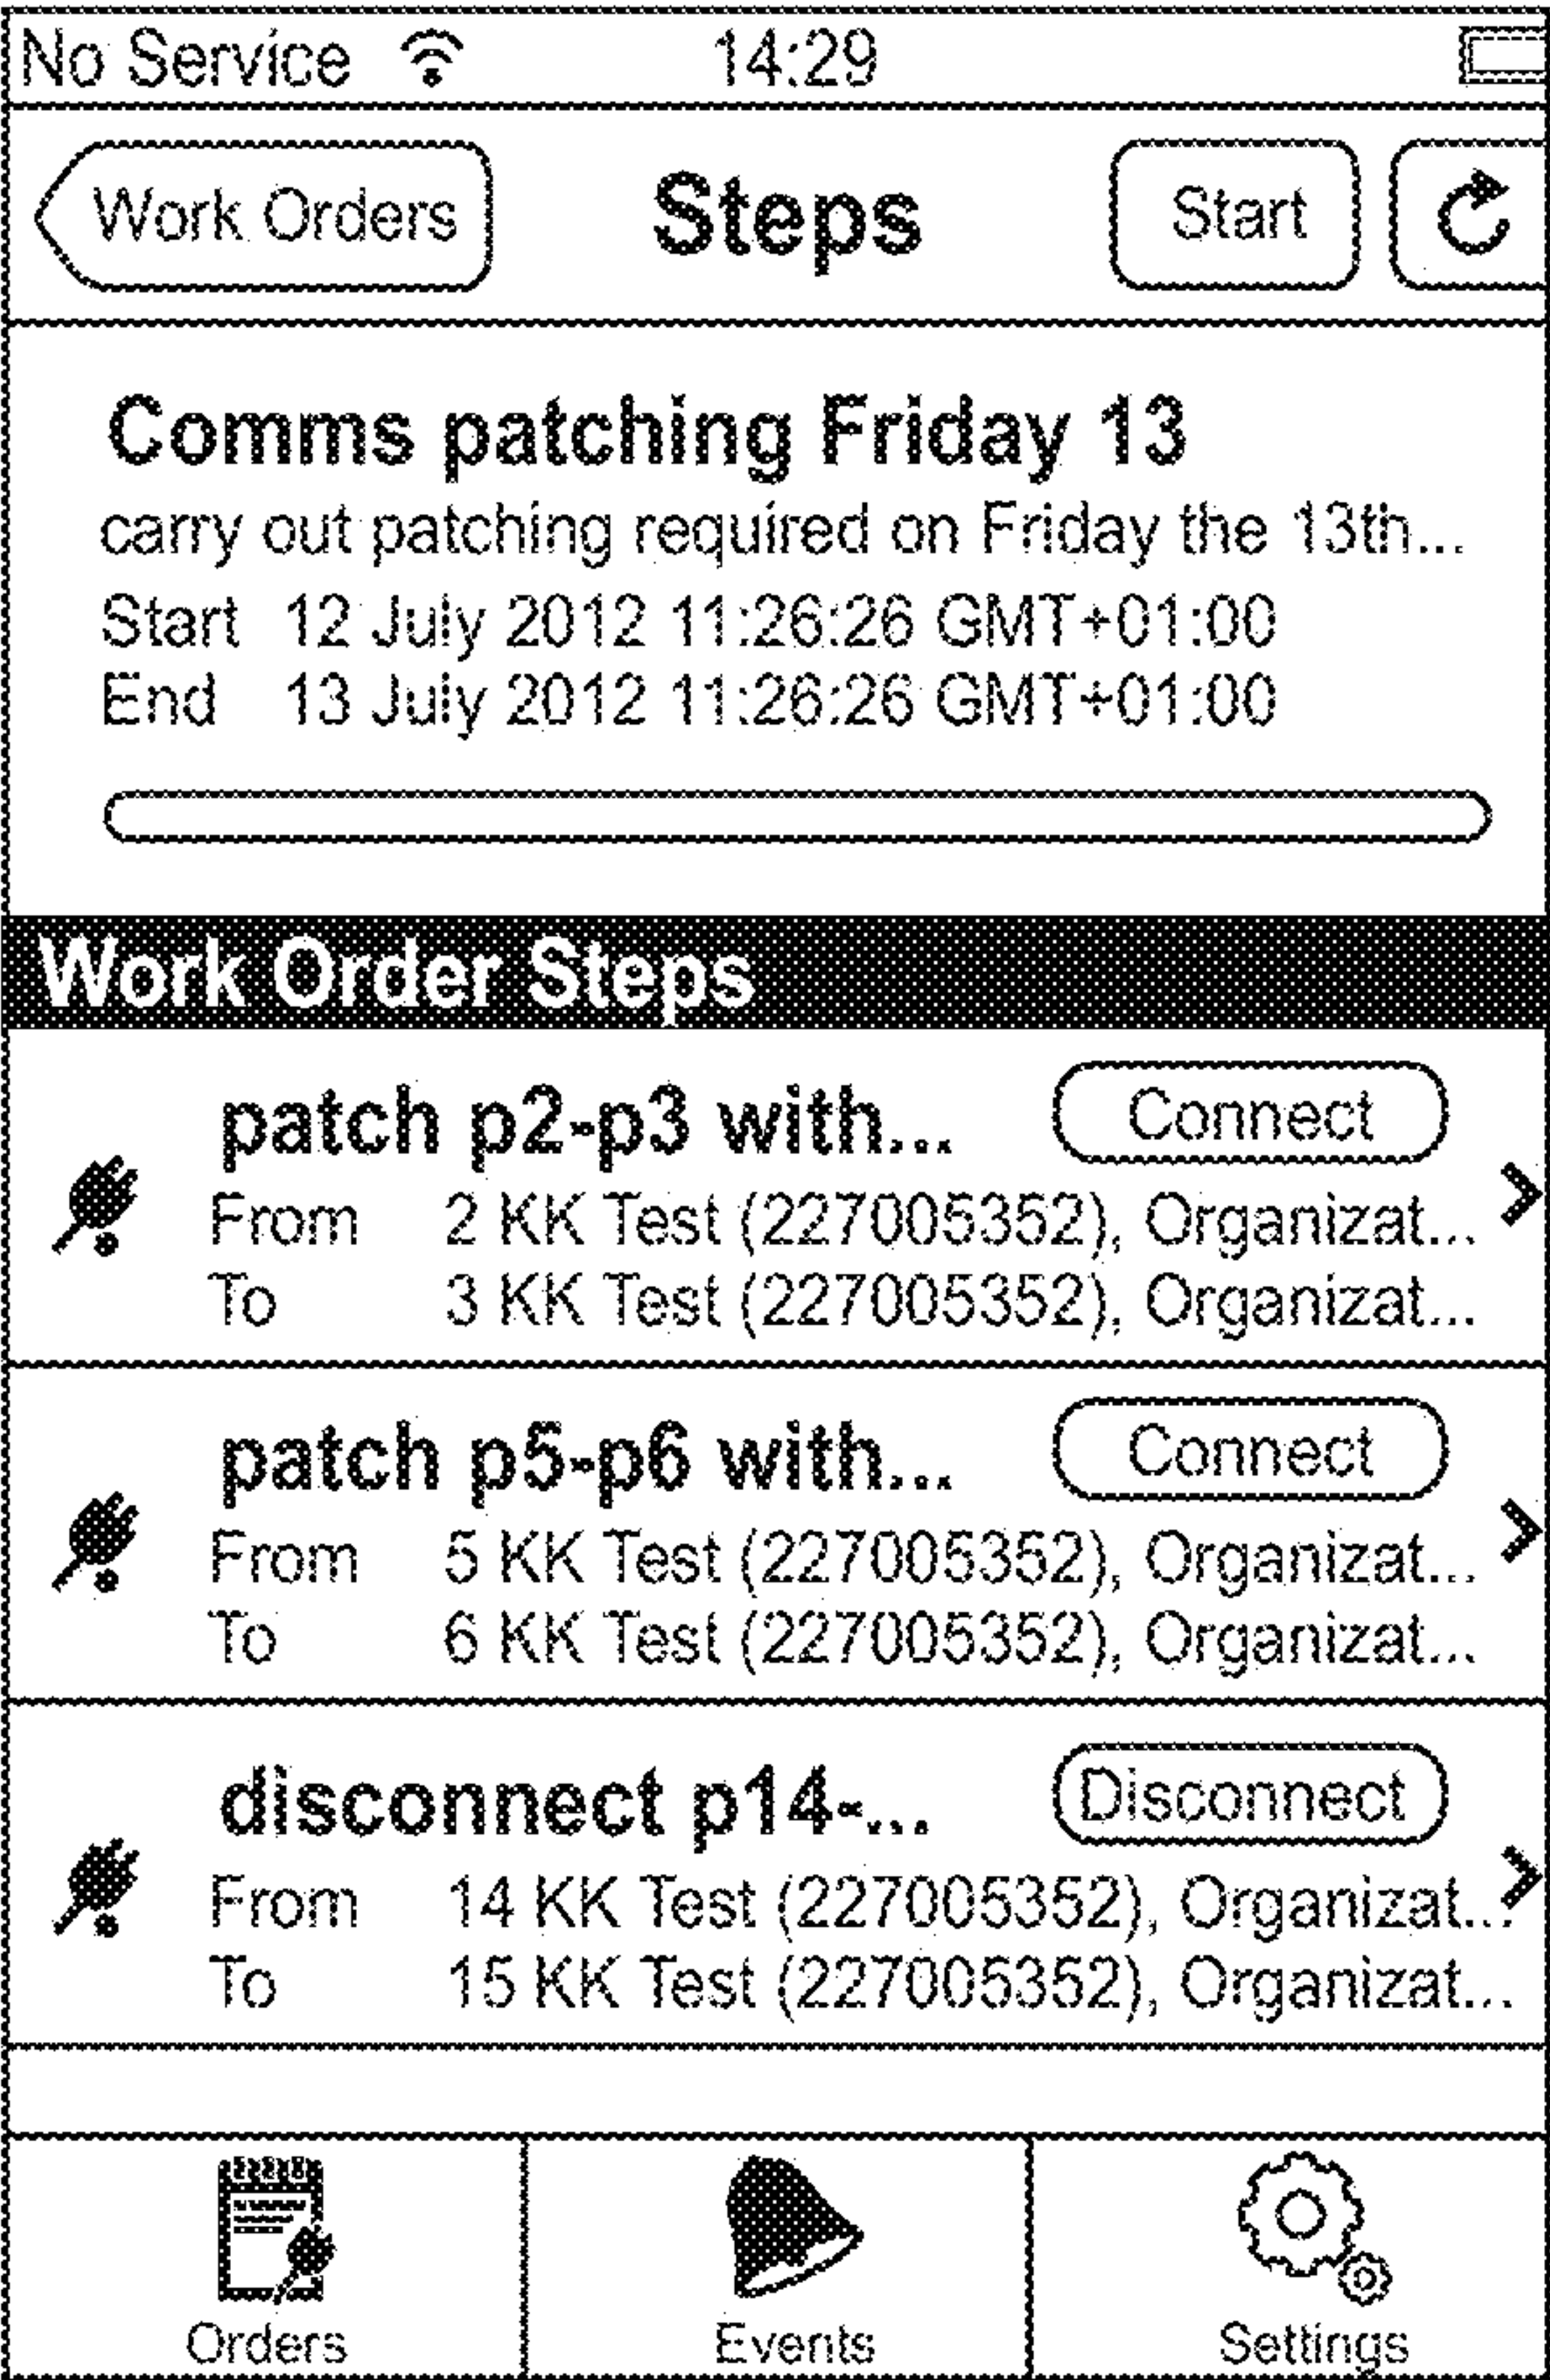 No Service 14:29
Work Orders Steps Start
Comms patching Friday 13
carry out patching required on Friday the 13th...
Start 12 July 2012 11:26:26 GMT+01:00
End 13 July 2012 11:26:26 GMT+01:00
Work Order Steps
patch p2-p3 with... Connect
From 2 KK Test (227005352), Organizat...
To 3 KK Test (227005352), Organizat...
patch p5-p6 with... Connect
From 5 KK Test (227005352), Organizat...
To 6 KK Test (227005352), Organizat...
disconnect p14-... Disconnect
From 14 KK Test (227005352), Organizat...
To 15 KK Test (227005352), Organizat...
Orders Events Settings